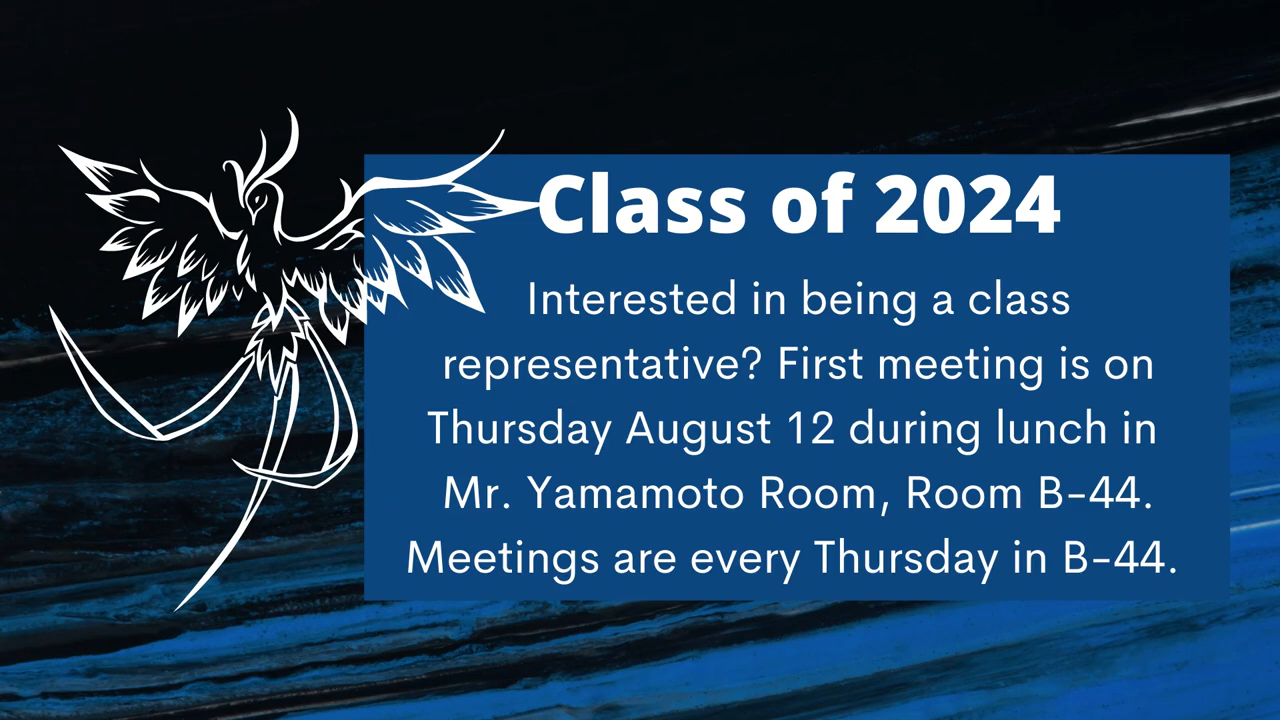 Class of 2024
Interested in being a class
representative? First meeting is on
Thursday August 12 during lunch in
Mr. Yamamoto Room, Room B-44.
Meetings are every Thursday in B-44.